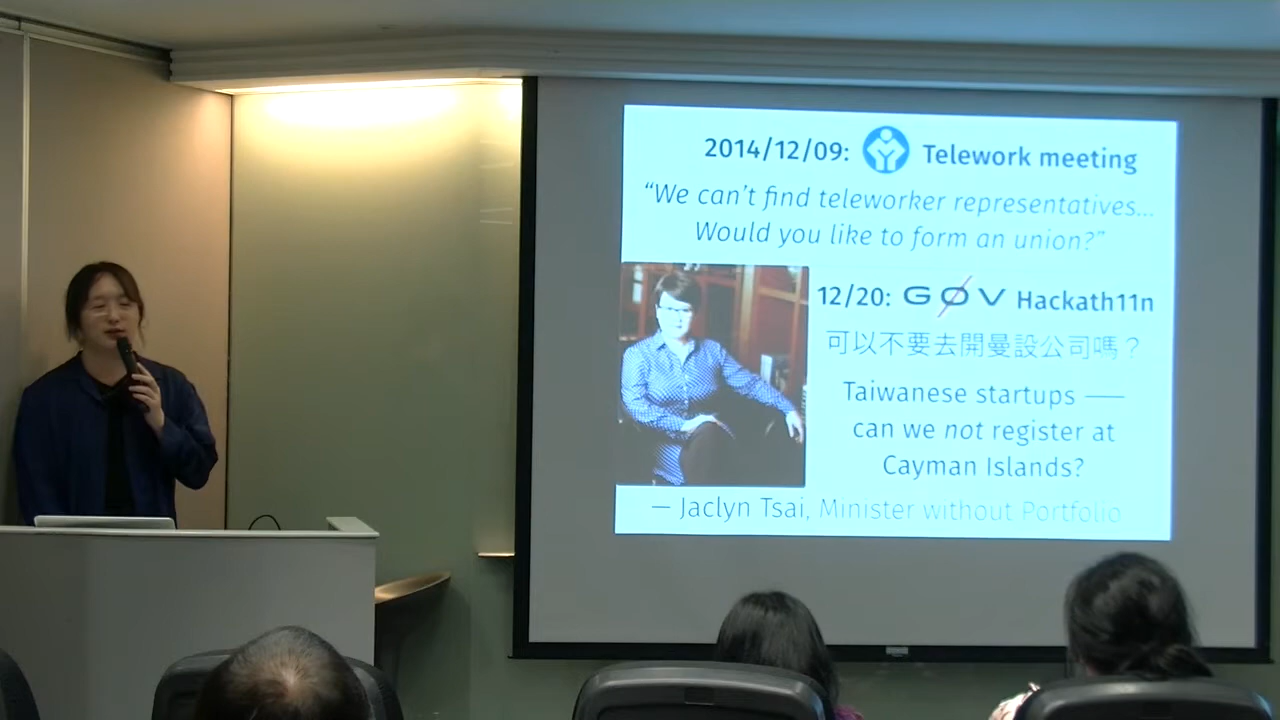 2014/12/09: Telework meeting
“We can’t find teleworker representatives...
Would you like to form an union?”
12/20: GØV Hackath11n
可以不要去開曼設公司嗎？
Taiwanese startups ——
can we not register at
Cayman Islands?
— Jaclyn Tsai, Minister without Portfolio